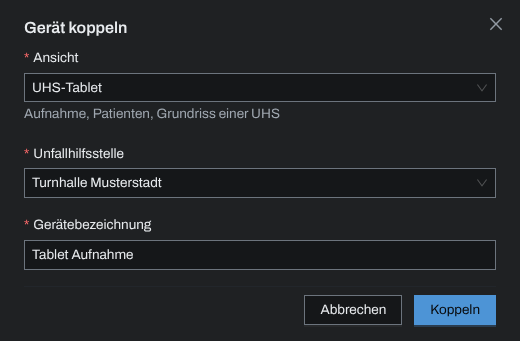 Gerät koppeln
* Ansicht
UHS-Tablet
Aufnahme, Patienten, Grundriss einer UHS
* Unfallhilfsstelle
Turnhalle Musterstadt
* Gerätebezeichnung
Tablet Aufnahme
Abbrechen Koppeln